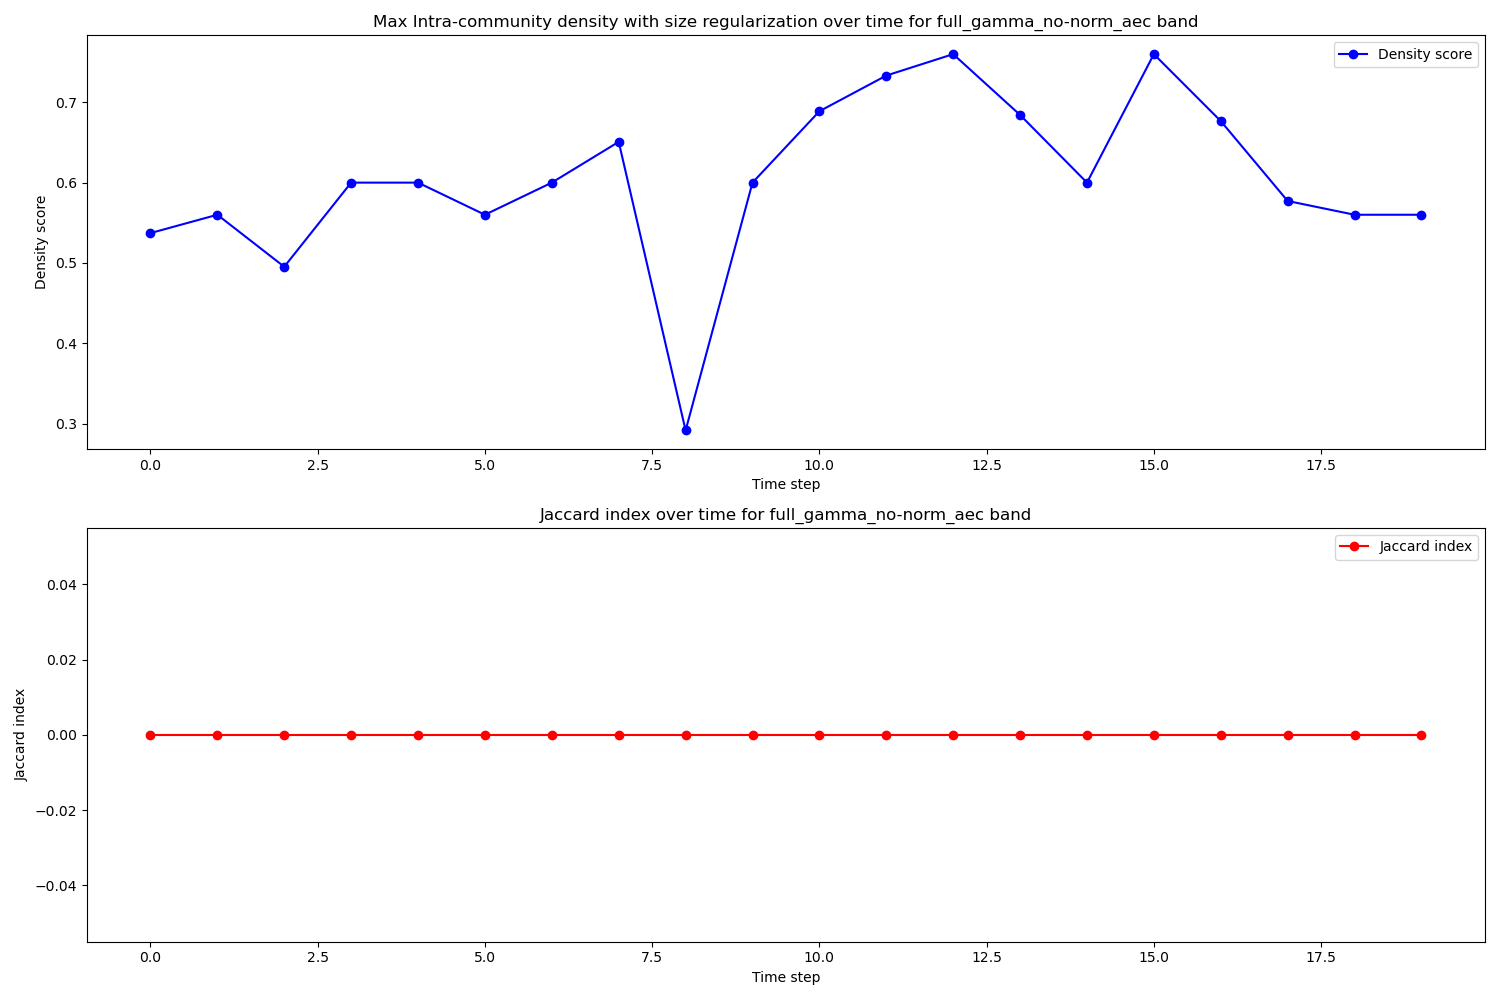 Max Intra-community density with size regularization over time for full_gamma_no-norm_aec band
Density score
Density score
0.7
0.6
0.5
0.4
0.3
0.0 2.5 5.0 7.5 10.0 12.5 15.0 17.5
Time step
Jaccard index over time for full_gamma_no-norm_aec band
Jaccard index
Jaccard index
0.04
0.02
0.00
−0.02
−0.04
0.0 2.5 5.0 7.5 10.0 12.5 15.0 17.5
Time step